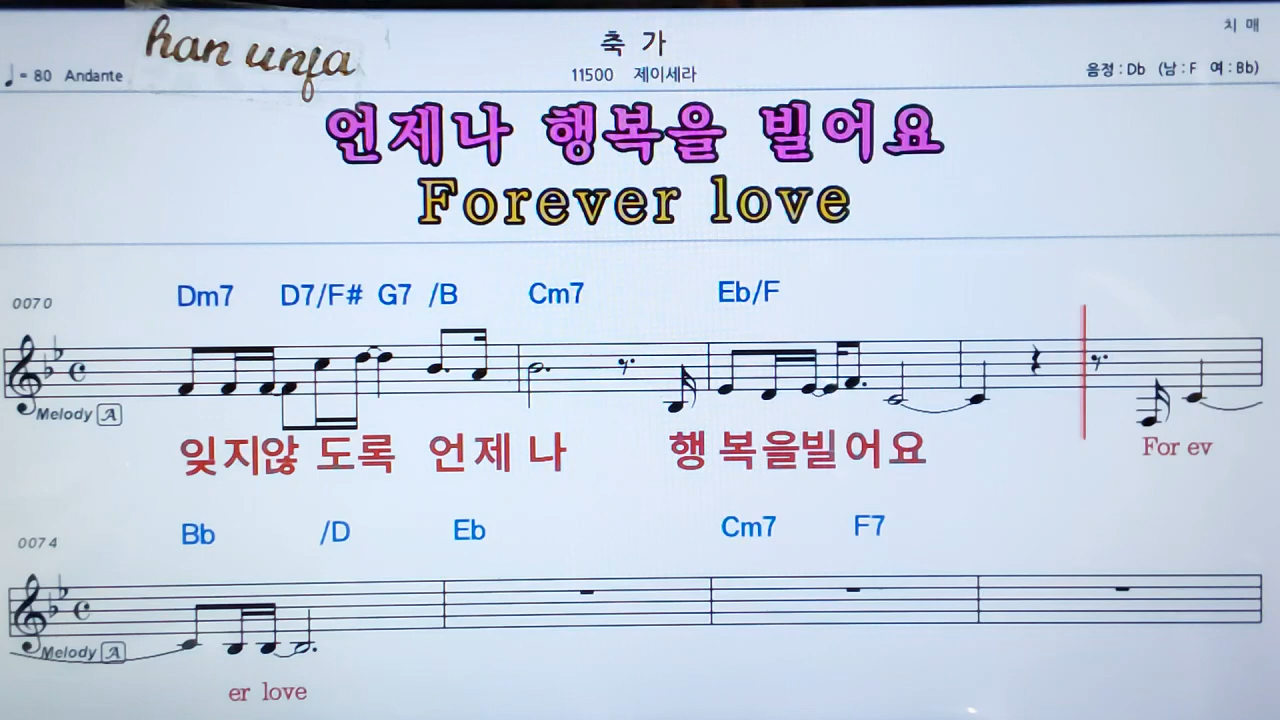 han unja
치 매
축 가
♩= 80 Andante
11500 제이세라
음정 : Db (남 : F 여 : Bb)
언제나 행복을 빌어요
Forever love
0070
Dm7 D7/F# G7 /B Cm7 Eb/F
Melody A
잊지않 도록 언제 나 행 복을빌어요 For ev
0074
Bb /D Eb Cm7 F7
Melody A
er love